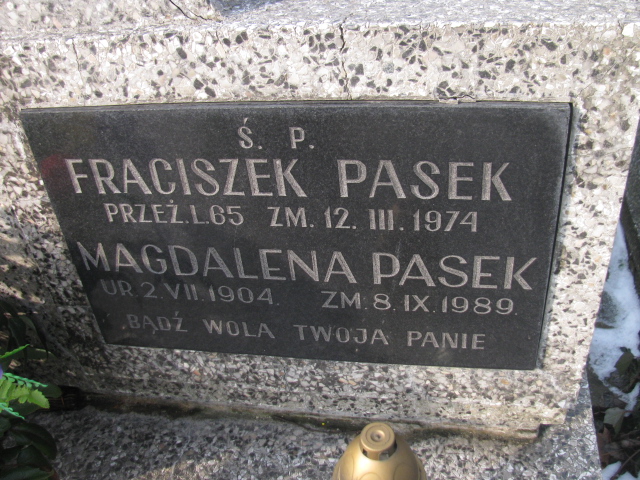 Ś. P.
FRACISZEK PASEK
PRZEŻ.L.65 ZM. 12. III. 1974
MAGDALENA PASEK
UR. 2. VII. 1904. ZM. 8. IX. 1989.
BĄDŹ WOLA TWOJA PANIE